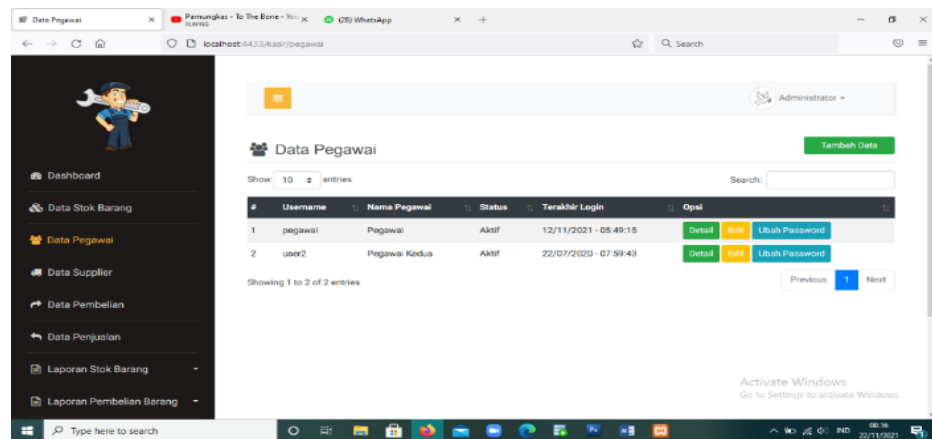 Data Pegawai
Pamungkas - To The Bone - You
PLAYING
(28) WhatsApp
localhost:4433/kasir/pegawai
Search
Administrator
Data Pegawai
Tambah Data
Dashboard
Data Stok Barang
Data Pegawai
Data Supplier
Data Pembelian
Data Penjualan
Laporan Stok Barang
Laporan Pembelian Barang
Show 10 entries
Search:
# Username Nama Pegawai Status Terakhir Login Opsi
1 pegawai Pegawai Aktif 12/11/2021 - 05:49:15 Detail Edit Ubah Password
2 user2 Pegawai Kedua Aktif 22/07/2020 - 07:59:43 Detail Edit Ubah Password
Showing 1 to 2 of 2 entries
Previous 1 Next
Activate Windows
Go to Settings to activate Windows.
Type here to search
IND
00.16
22/11/2021